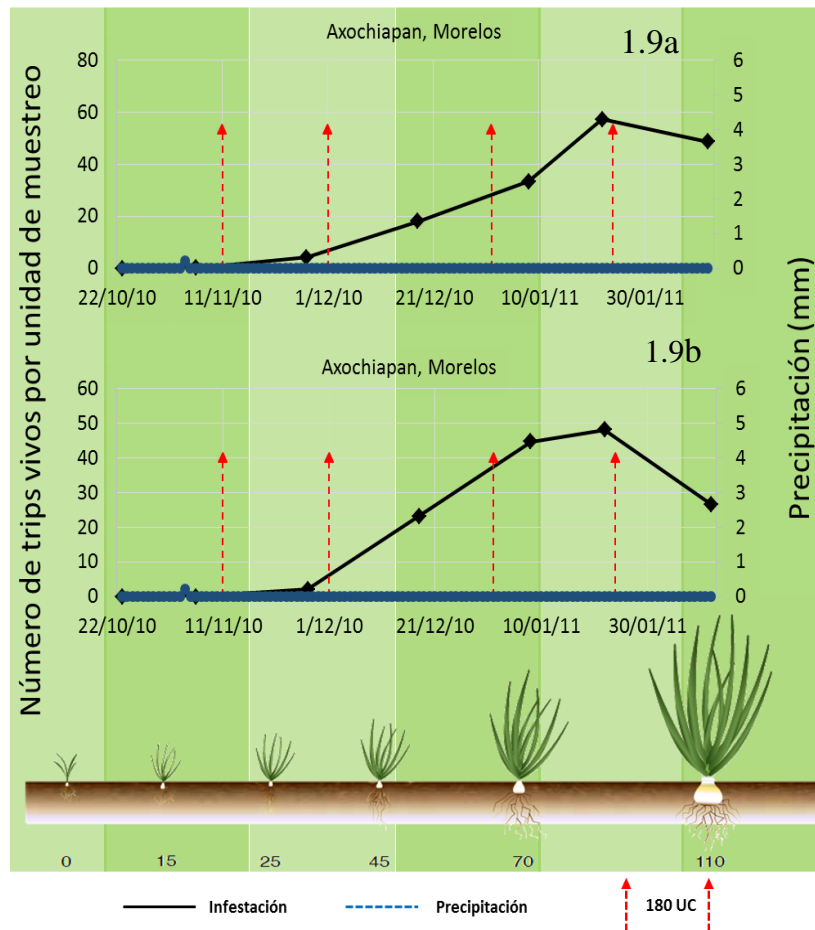 Axochiapan, Morelos
1.9a
80
60
40
20
0
6
5
4
3
2
1
0
22/10/10 11/11/10 1/12/10 21/12/10 10/01/11 30/01/11
Número de trips vivos por unidad de muestreo
Precipitación (mm)
1.9b
Axochiapan, Morelos
60
50
40
30
20
10
0
6
5
4
3
2
1
0
22/10/10 11/11/10 1/12/10 21/12/10 10/01/11 30/01/11
0 15 25 45 70 110
Infestación Precipitación 180 UC